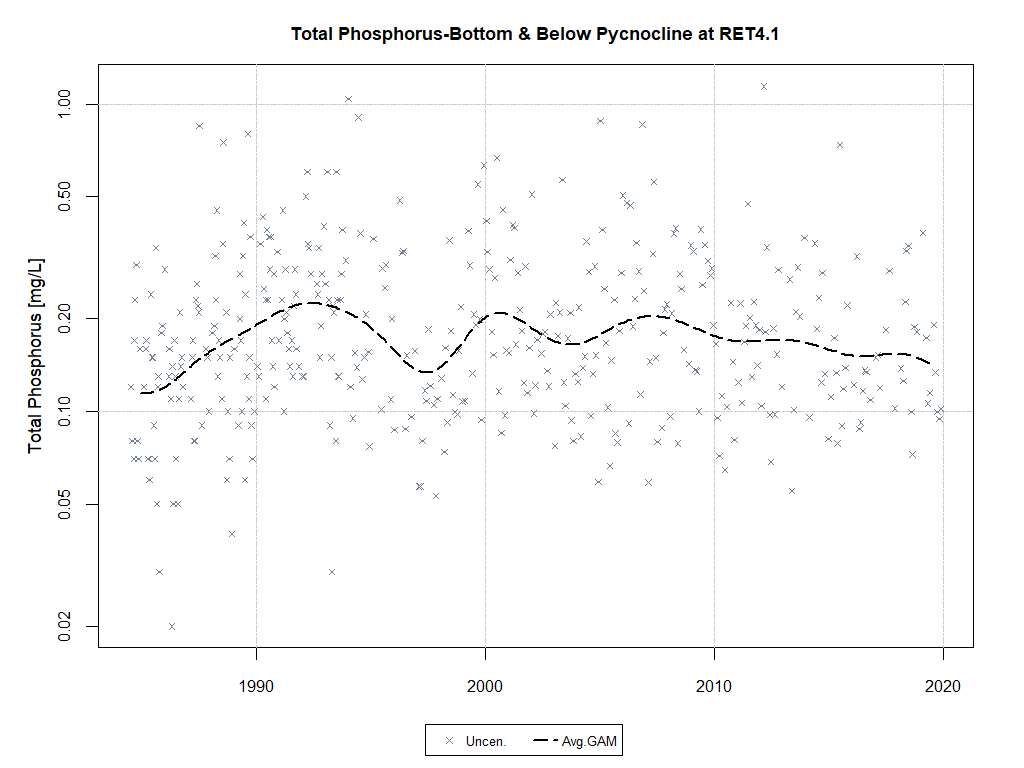 Total Phosphorus-Bottom & Below Pycnocline at RET4.1
Total Phosphorus [mg/L]
1.00
0.50
0.20
0.10
0.05
0.02
1990 2000 2010 2020
Uncen. Avg.GAM